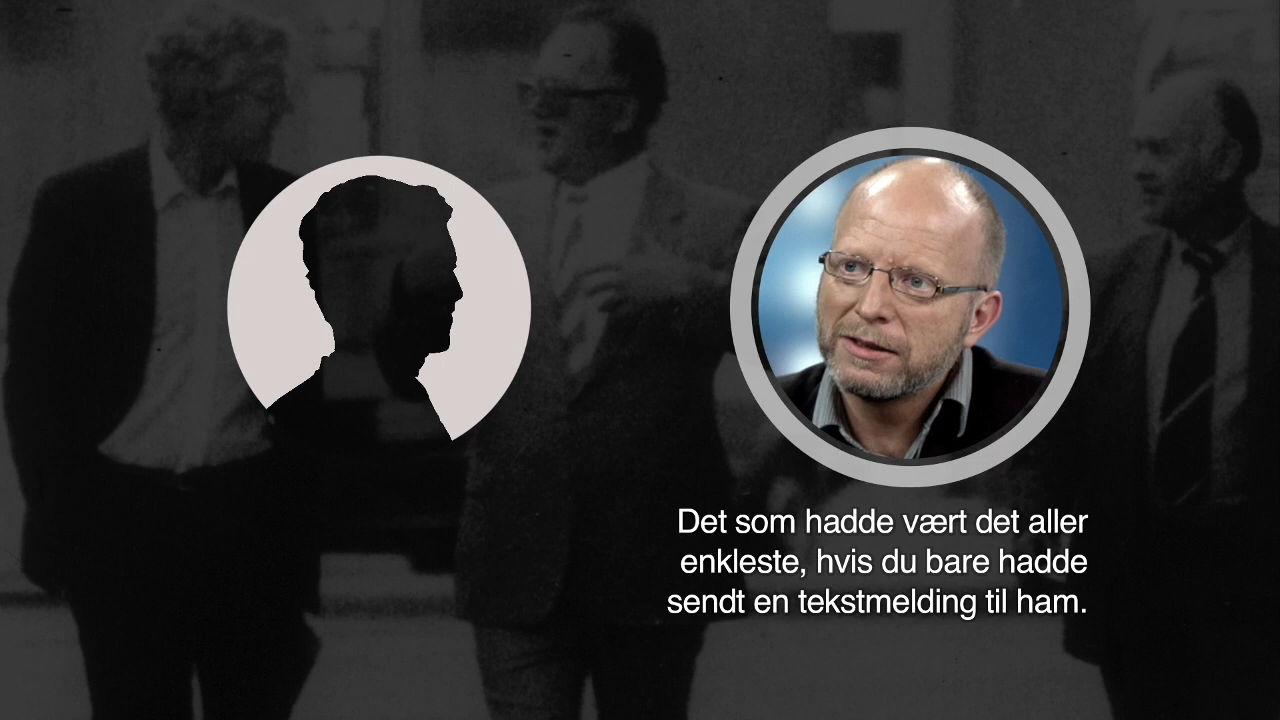 Det som hadde vært det aller
enkleste, hvis du bare hadde
sendt en tekstmelding til ham.